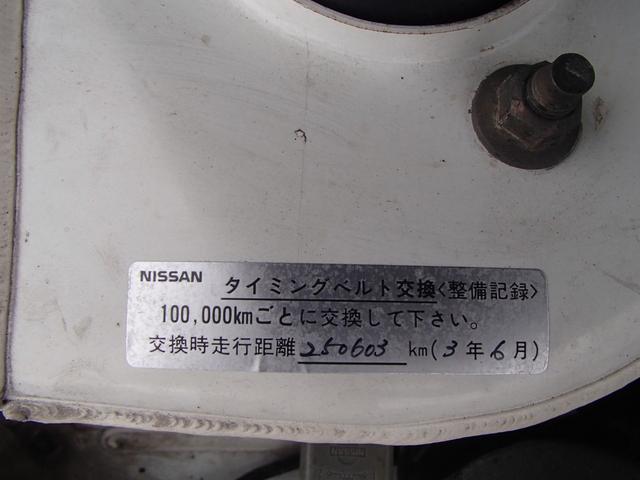 NISSAN タイミングベルト交換<整備記録>
100,000kmごとに交換して下さい。
交換時走行距離 250603 km(3年6月)
NISSAN